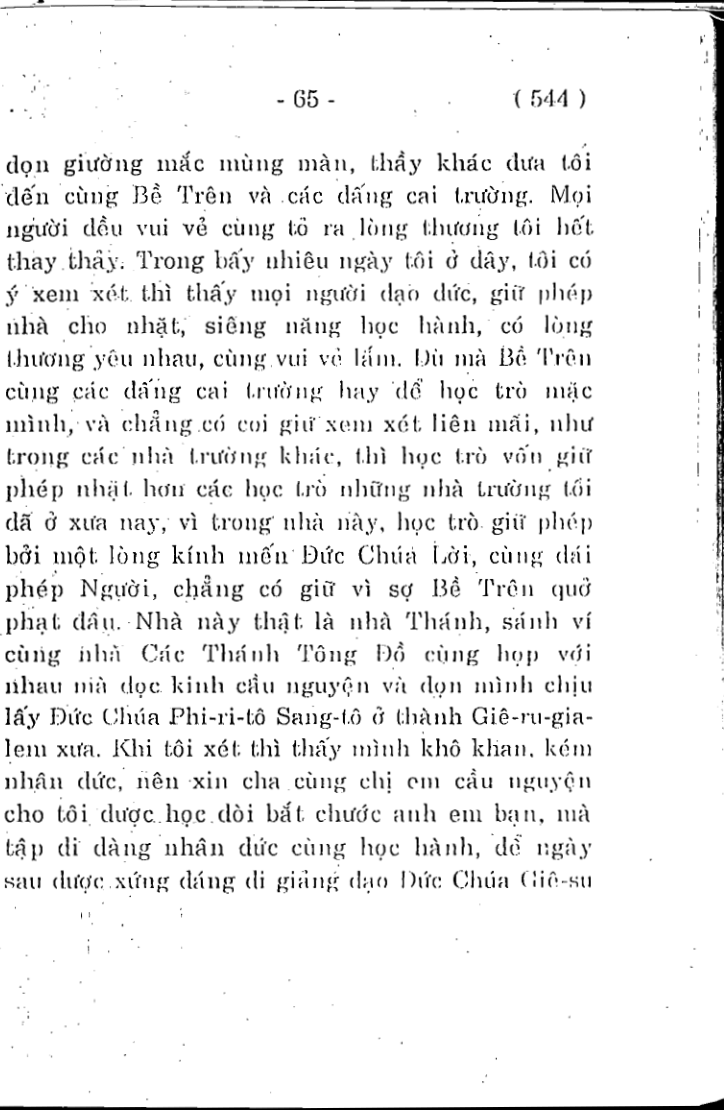 - 65 - ( 544 )
dọn giường mắc mùng màn, thầy khác đưa tôi
đến cùng Bề Trên và các đấng cai trường. Mọi
người đều vui vẻ cùng tỏ ra lòng thương tôi hết
thay thảy. Trong bấy nhiêu ngày tôi ở đây, tôi có
ý xem xét thì thấy mọi người đạo đức, giữ phép
nhà cho nhặt, siêng năng học hành, có lòng
thương yêu nhau, cùng vui vẻ lắm. Dù mà Bề Trên
cùng các đấng cai trường hay để học trò mặc
mình, và chẳng có coi giữ xem xét liên mãi, như
trong các nhà trường khác, thì học trò vốn giữ
phép nhặt hơn các học trò những nhà trường tôi
đã ở xưa nay, vì trong nhà này, học trò giữ phép
bởi một lòng kính mến Đức Chúa Lời, cùng dái
phép Người, chẳng có giữ vì sợ Bề Trên quở
phạt đâu. Nhà này thật là nhà Thánh, sánh ví
cùng nhà Các Thánh Tông Đồ cùng họp với
nhau mà đọc kinh cầu nguyện và dọn mình chịu
lấy Đức Chúa Phi-ri-tô Sang-tô ở thành Giê-ru-gia-
lem xưa. Khi tôi xét thì thấy mình khô khan, kém
nhân đức, nên xin cha cùng chị em cầu nguyện
cho tôi được học đòi bắt chước anh em bạn, mà
tập đi đàng nhân đức cùng học hành, để ngày
sau được xứng đáng đi giảng đạo Đức Chúa Giê-su